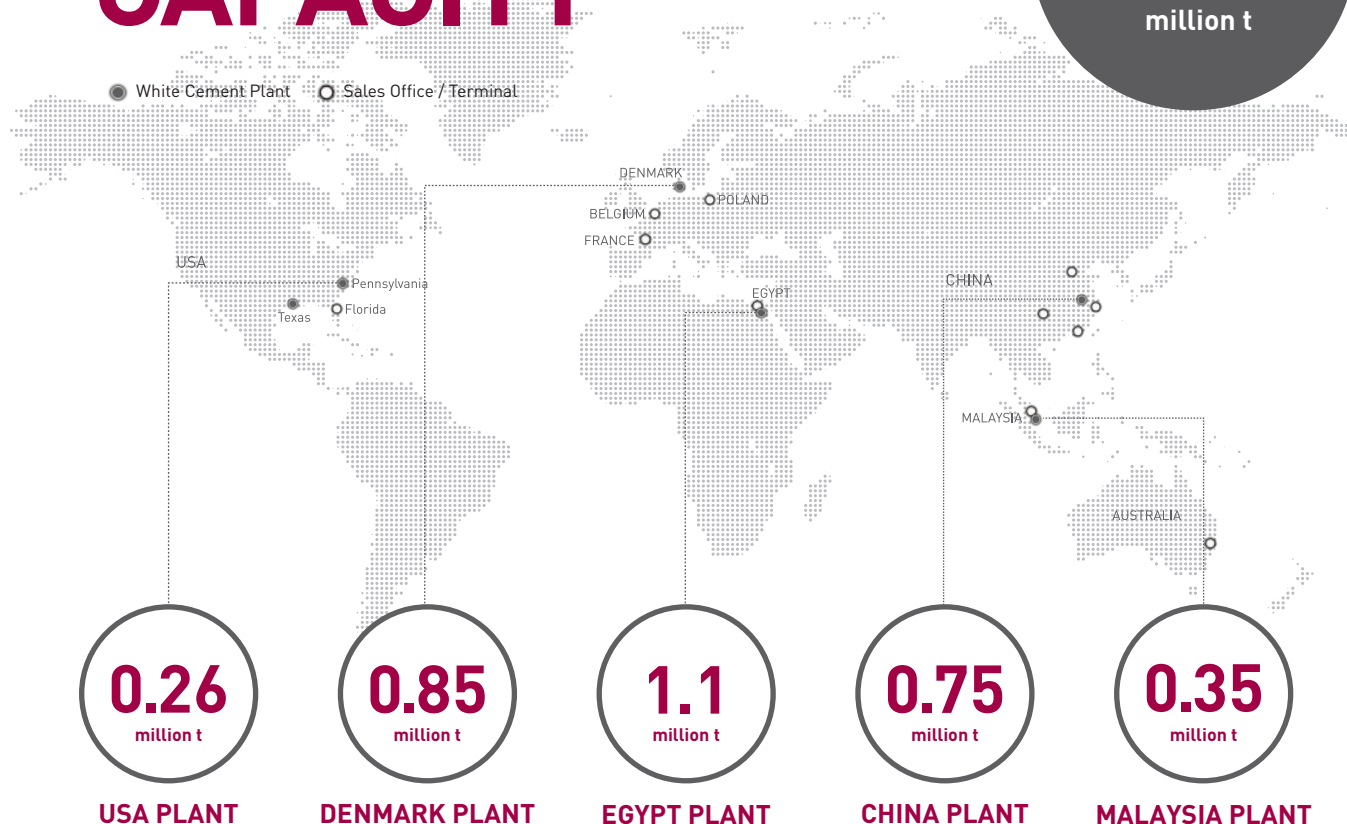 CAPACITY
million t
White Cement Plant
Sales Office / Terminal
DENMARK
POLAND
BELGIUM
FRANCE
USA
Pennsylvania
Texas
Florida
EGYPT
CHINA
MALAYSIA
AUSTRALIA
0.26
million t
0.85
million t
1.1
million t
0.75
million t
0.35
million t
USA PLANT
DENMARK PLANT
EGYPT PLANT
CHINA PLANT
MALAYSIA PLANT